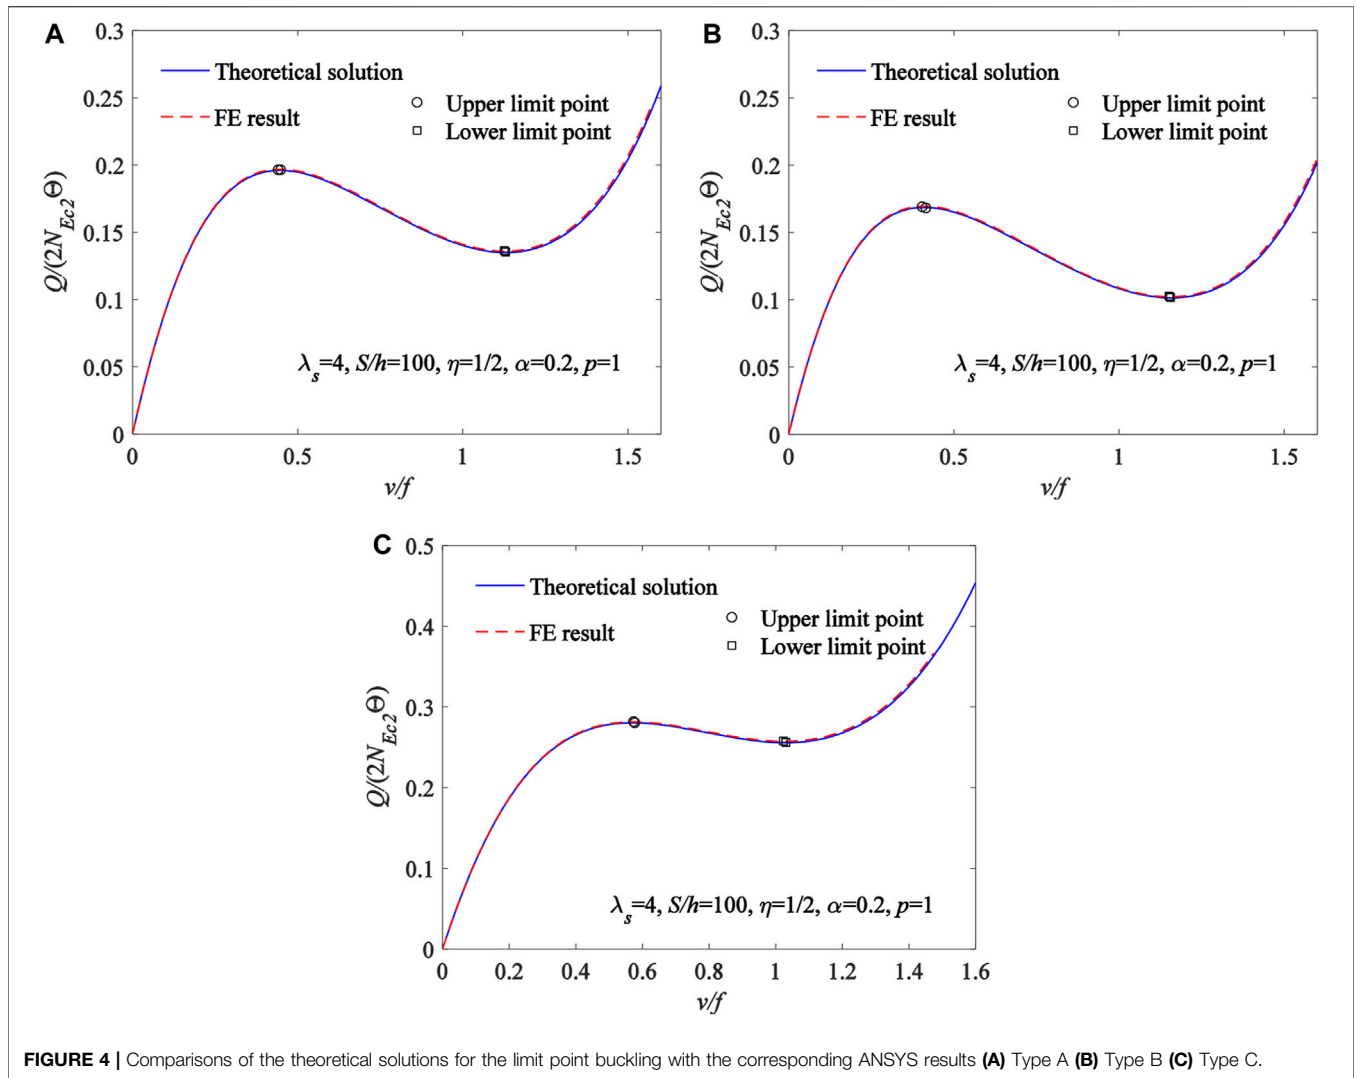 A
0.3
0.25
0.2
0.15
0.1
0.05
0
Q/(2N_Ec2Θ)
Theoretical solution
FE result
Upper limit point
Lower limit point
λ_s=4, S/h=100, η=1/2, α=0.2, p=1
0 0.5 1 1.5
v/f
B
0.3
0.25
0.2
0.15
0.1
0.05
0
Q/(2N_Ec2Θ)
Theoretical solution
FE result
Upper limit point
Lower limit point
λ_s=4, S/h=100, η=1/2, α=0.2, p=1
0 0.5 1 1.5
v/f
C
0.5
0.4
0.3
0.2
0.1
0
Q/(2N_Ec2Θ)
Theoretical solution
FE result
Upper limit point
Lower limit point
λ_s=4, S/h=100, η=1/2, α=0.2, p=1
0 0.2 0.4 0.6 0.8 1 1.2 1.4 1.6
v/f
FIGURE 4 | Comparisons of the theoretical solutions for the limit point buckling with the corresponding ANSYS results (A) Type A (B) Type B (C) Type C.